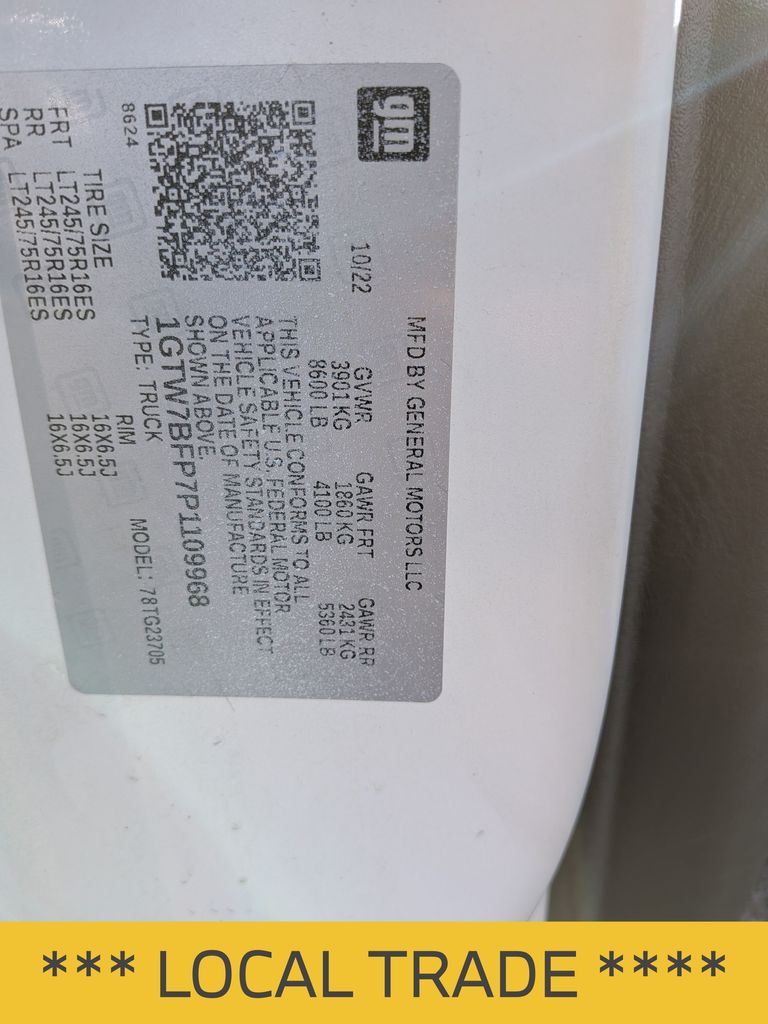 gm
MFD BY GENERAL MOTORS LLC
10/22 GVWR GAWR FRT GAWR RR
3901 KG 1860 KG 2431 KG
8600 LB 4100 LB 5360 LB
THIS VEHICLE CONFORMS TO ALL
APPLICABLE U.S. FEDERAL MOTOR
VEHICLE SAFETY STANDARDS IN EFFECT
ON THE DATE OF MANUFACTURE
SHOWN ABOVE.
1GTW7BFP7P1109968
8624 TYPE: TRUCK MODEL: 78TG23705
TIRE SIZE RIM
FRT LT245/75R16ES 16X6.5J
RR LT245/75R16ES 16X6.5J
SPA LT245/75R16ES 16X6.5J
*** LOCAL TRADE ****